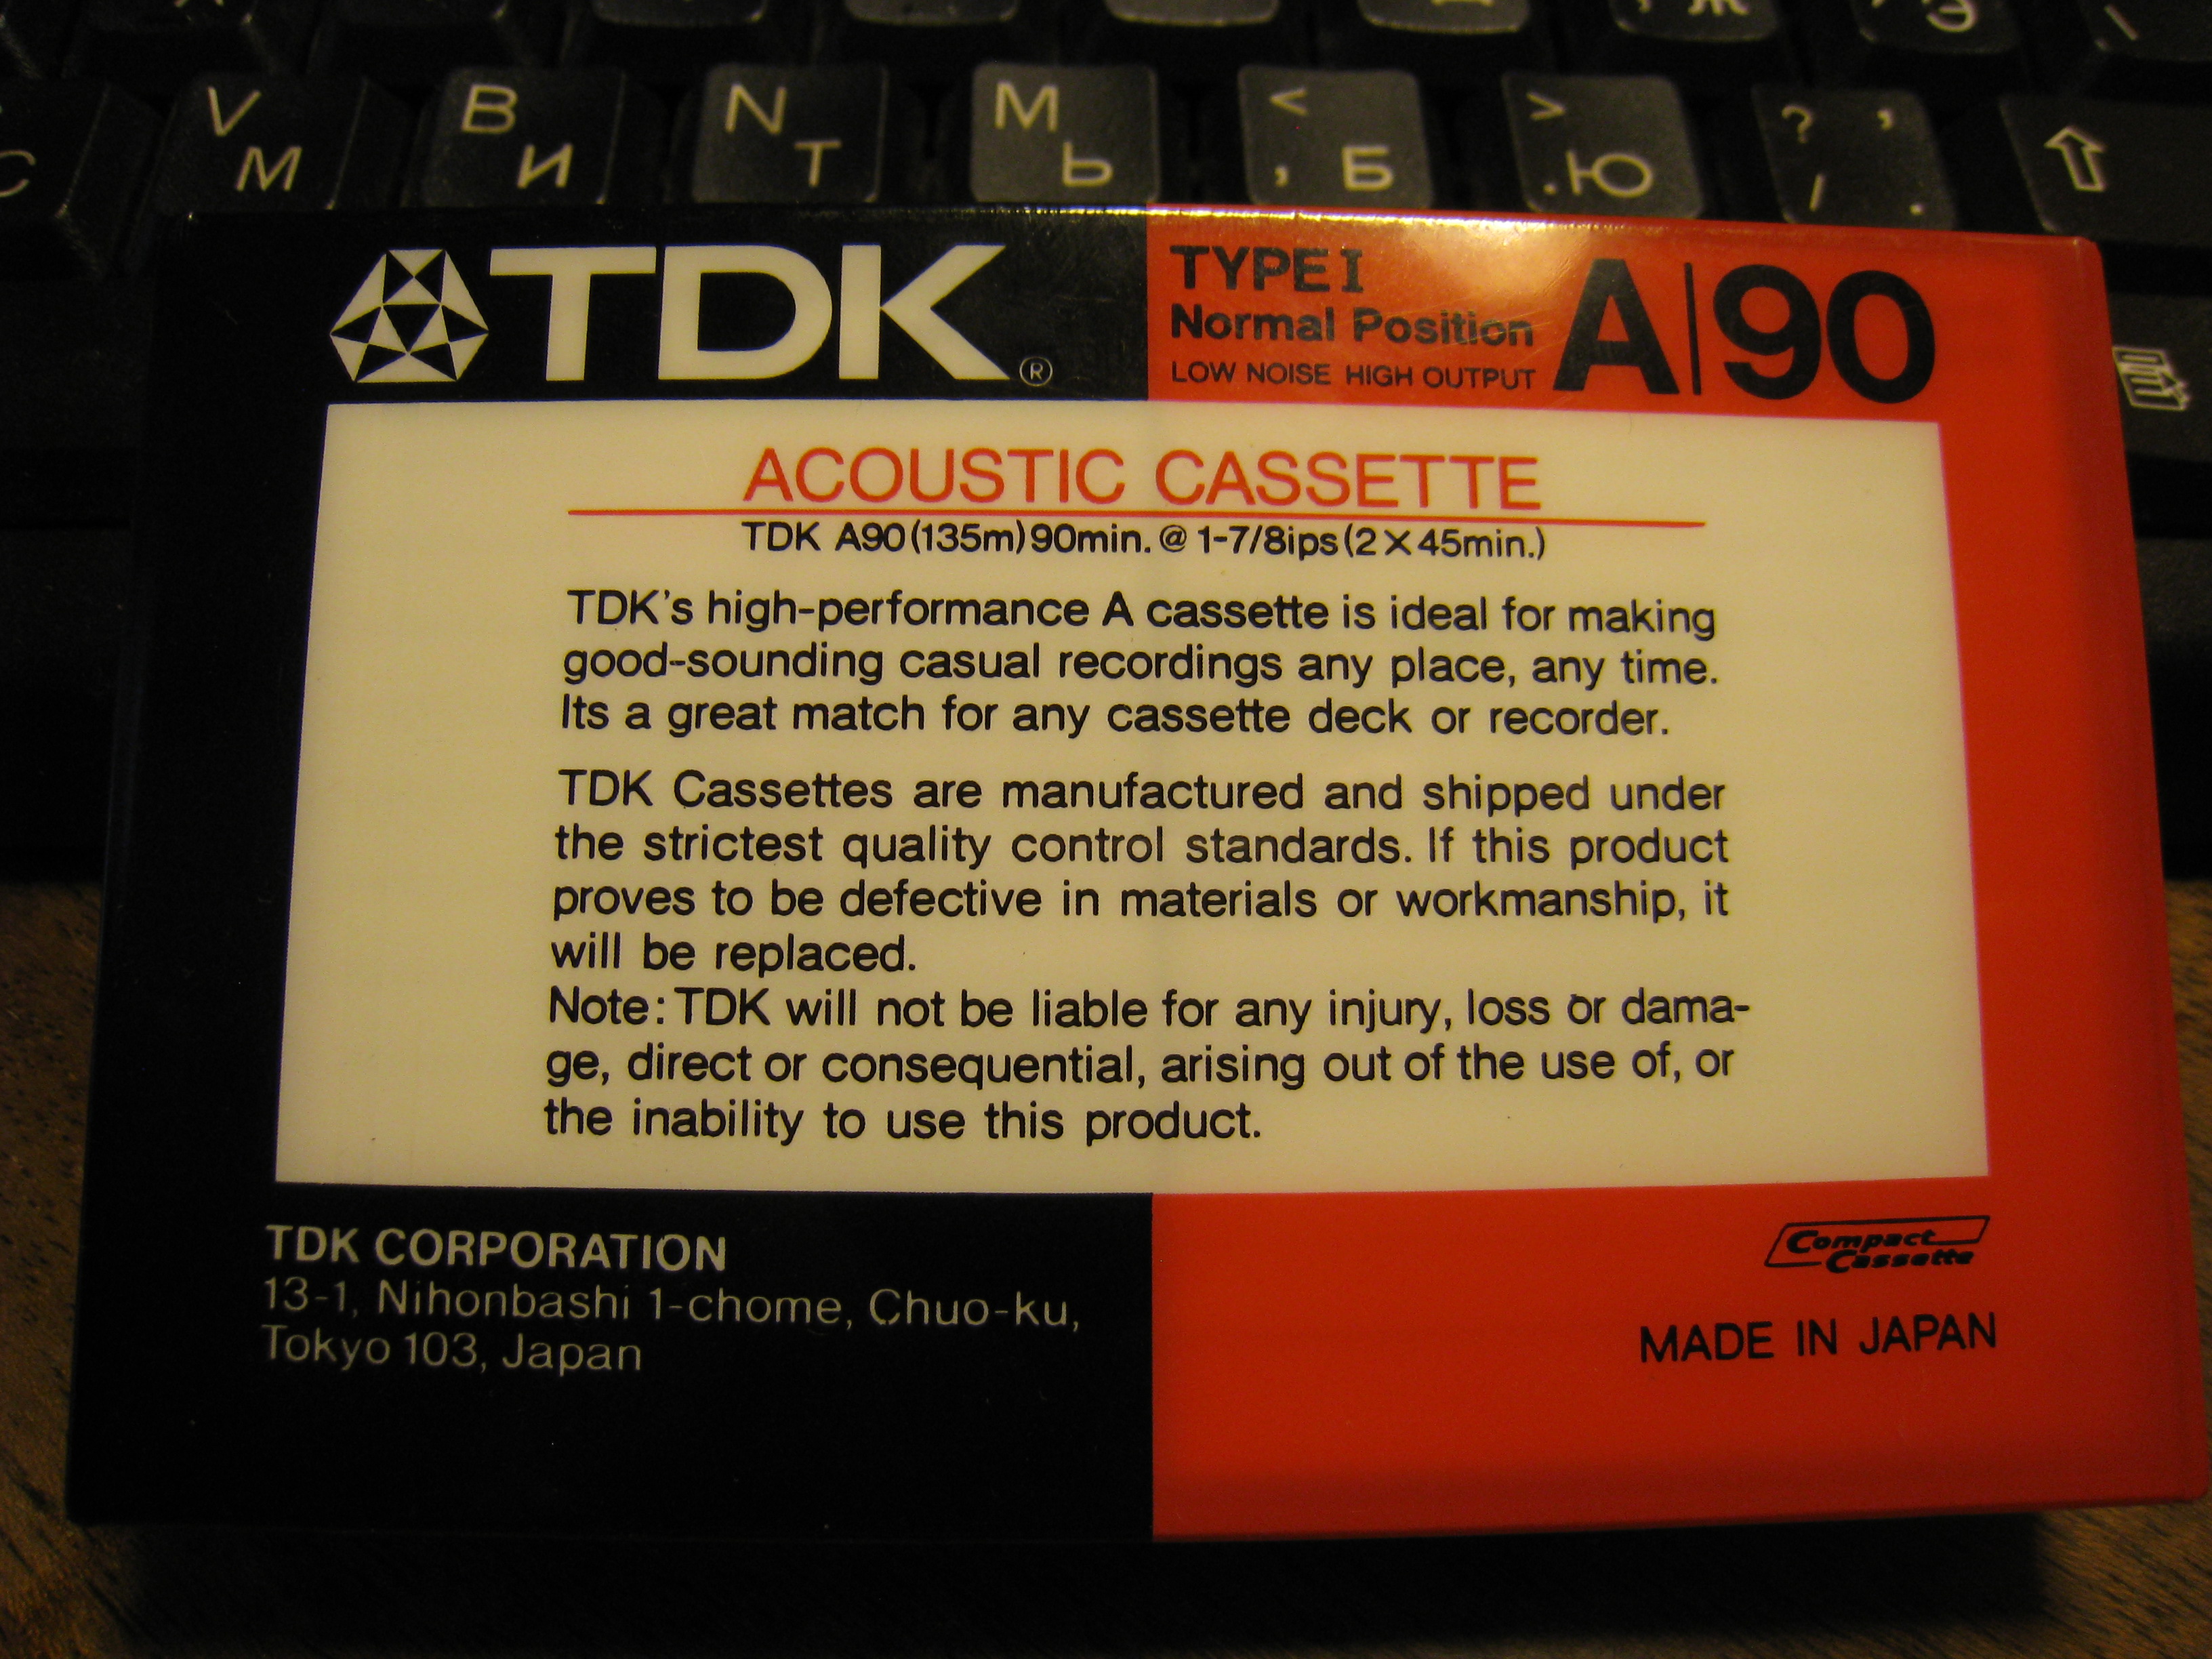 V
М
B
И
N
Т
M
Ь
<
, Б
>
.Ю
? ,
/ .
TDK®
TYPE I
Normal Position
LOW NOISE HIGH OUTPUT
A|90
ACOUSTIC CASSETTE
TDK A90(135m)90min.@1-7/8ips(2×45min.)
TDK's high-performance A cassette is ideal for making
good-sounding casual recordings any place, any time.
Its a great match for any cassette deck or recorder.
TDK Cassettes are manufactured and shipped under
the strictest quality control standards. If this product
proves to be defective in materials or workmanship, it
will be replaced.
Note: TDK will not be liable for any injury, loss or dama-
ge, direct or consequential, arising out of the use of, or
the inability to use this product.
TDK CORPORATION
13-1, Nihonbashi 1-chome, Chuo-ku,
Tokyo 103, Japan
Compact
Cassette
MADE IN JAPAN